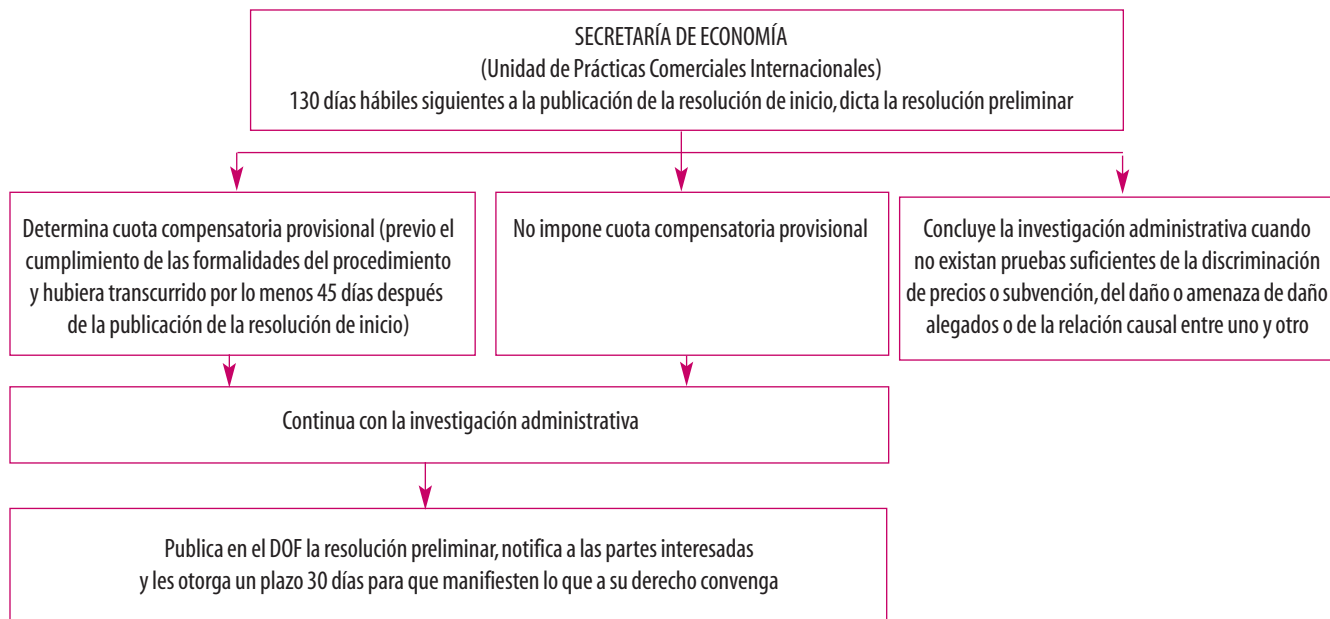 SECRETARÍA DE ECONOMÍA
(Unidad de Prácticas Comerciales Internacionales)
130 días hábiles siguientes a la publicación de la resolución de inicio, dicta la resolución preliminar
Determina cuota compensatoria provisional (previo el
cumplimiento de las formalidades del procedimiento
y hubiera transcurrido por lo menos 45 días después
de la publicación de la resolución de inicio)
No impone cuota compensatoria provisional
Concluye la investigación administrativa cuando
no existan pruebas suficientes de la discriminación
de precios o subvención, del daño o amenaza de daño
alegados o de la relación causal entre uno y otro
Continua con la investigación administrativa
Publica en el DOF la resolución preliminar, notifica a las partes interesadas
y les otorga un plazo 30 días para que manifiesten lo que a su derecho convenga